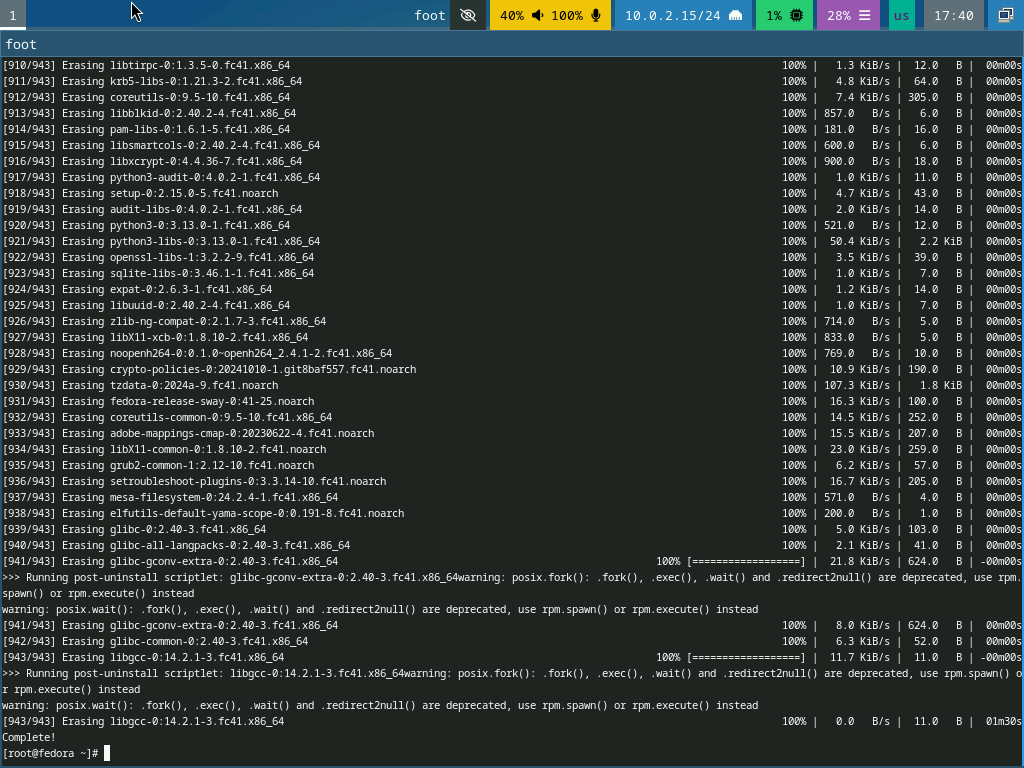 1 foot 40% 100% 10.0.2.15/24 1% 28% us 17:40
foot
[910/943] Erasing libtirpc-0:1.3.5-0.fc41.x86_64 100% | 1.3 KiB/s | 12.0 B | 00m00s
[911/943] Erasing krb5-libs-0:1.21.3-2.fc41.x86_64 100% | 4.8 KiB/s | 64.0 B | 00m00s
[912/943] Erasing coreutils-0:9.5-10.fc41.x86_64 100% | 7.4 KiB/s | 305.0 B | 00m00s
[913/943] Erasing libblkid-0:2.40.2-4.fc41.x86_64 100% | 857.0 B/s | 6.0 B | 00m00s
[914/943] Erasing pam-libs-0:1.6.1-5.fc41.x86_64 100% | 181.0 B/s | 16.0 B | 00m00s
[915/943] Erasing libsmartcols-0:2.40.2-4.fc41.x86_64 100% | 600.0 B/s | 6.0 B | 00m00s
[916/943] Erasing libxcrypt-0:4.4.36-7.fc41.x86_64 100% | 900.0 B/s | 18.0 B | 00m00s
[917/943] Erasing python3-audit-0:4.0.2-1.fc41.x86_64 100% | 1.0 KiB/s | 11.0 B | 00m00s
[918/943] Erasing setup-0:2.15.0-5.fc41.noarch 100% | 4.7 KiB/s | 43.0 B | 00m00s
[919/943] Erasing audit-libs-0:4.0.2-1.fc41.x86_64 100% | 2.0 KiB/s | 14.0 B | 00m00s
[920/943] Erasing python3-0:3.13.0-1.fc41.x86_64 100% | 521.0 B/s | 12.0 B | 00m00s
[921/943] Erasing python3-libs-0:3.13.0-1.fc41.x86_64 100% | 50.4 KiB/s | 2.2 KiB | 00m00s
[922/943] Erasing openssl-libs-1:3.2.2-9.fc41.x86_64 100% | 3.5 KiB/s | 39.0 B | 00m00s
[923/943] Erasing sqlite-libs-0:3.46.1-1.fc41.x86_64 100% | 1.0 KiB/s | 7.0 B | 00m00s
[924/943] Erasing expat-0:2.6.3-1.fc41.x86_64 100% | 1.2 KiB/s | 14.0 B | 00m00s
[925/943] Erasing libuuid-0:2.40.2-4.fc41.x86_64 100% | 1.0 KiB/s | 7.0 B | 00m00s
[926/943] Erasing zlib-ng-compat-0:2.1.7-3.fc41.x86_64 100% | 714.0 B/s | 5.0 B | 00m00s
[927/943] Erasing libX11-xcb-0:1.8.10-2.fc41.x86_64 100% | 833.0 B/s | 5.0 B | 00m00s
[928/943] Erasing noopenh264-0:0.1.0~openh264_2.4.1-2.fc41.x86_64 100% | 769.0 B/s | 10.0 B | 00m00s
[929/943] Erasing crypto-policies-0:20241010-1.git8baf557.fc41.noarch 100% | 10.9 KiB/s | 190.0 B | 00m00s
[930/943] Erasing tzdata-0:2024a-9.fc41.noarch 100% | 107.3 KiB/s | 1.8 KiB | 00m00s
[931/943] Erasing fedora-release-sway-0:41-25.noarch 100% | 16.3 KiB/s | 100.0 B | 00m00s
[932/943] Erasing coreutils-common-0:9.5-10.fc41.x86_64 100% | 14.5 KiB/s | 252.0 B | 00m00s
[933/943] Erasing adobe-mappings-cmap-0:20230622-4.fc41.noarch 100% | 15.5 KiB/s | 207.0 B | 00m00s
[934/943] Erasing libX11-common-0:1.8.10-2.fc41.noarch 100% | 23.0 KiB/s | 259.0 B | 00m00s
[935/943] Erasing grub2-common-1:2.12-10.fc41.noarch 100% | 6.2 KiB/s | 57.0 B | 00m00s
[936/943] Erasing setroubleshoot-plugins-0:3.3.14-10.fc41.noarch 100% | 16.7 KiB/s | 205.0 B | 00m00s
[937/943] Erasing mesa-filesystem-0:24.2.4-1.fc41.x86_64 100% | 571.0 B/s | 4.0 B | 00m00s
[938/943] Erasing elfutils-default-yama-scope-0:0.191-8.fc41.noarch 100% | 200.0 B/s | 1.0 B | 00m00s
[939/943] Erasing glibc-0:2.40-3.fc41.x86_64 100% | 5.0 KiB/s | 103.0 B | 00m00s
[940/943] Erasing glibc-all-langpacks-0:2.40-3.fc41.x86_64 100% | 2.1 KiB/s | 41.0 B | 00m00s
[941/943] Erasing glibc-gconv-extra-0:2.40-3.fc41.x86_64 100% [==================] | 21.8 KiB/s | 624.0 B | -00m00s
>>> Running post-uninstall scriptlet: glibc-gconv-extra-0:2.40-3.fc41.x86_64warning: posix.fork(): .fork(), .exec(), .wait() and .redirect2null() are deprecated, use rpm.
spawn() or rpm.execute() instead
warning: posix.wait(): .fork(), .exec(), .wait() and .redirect2null() are deprecated, use rpm.spawn() or rpm.execute() instead
[941/943] Erasing glibc-gconv-extra-0:2.40-3.fc41.x86_64 100% | 8.0 KiB/s | 624.0 B | 00m00s
[942/943] Erasing glibc-common-0:2.40-3.fc41.x86_64 100% | 6.3 KiB/s | 52.0 B | 00m00s
[943/943] Erasing libgcc-0:14.2.1-3.fc41.x86_64 100% [==================] | 11.7 KiB/s | 11.0 B | -00m00s
>>> Running post-uninstall scriptlet: libgcc-0:14.2.1-3.fc41.x86_64warning: posix.fork(): .fork(), .exec(), .wait() and .redirect2null() are deprecated, use rpm.spawn() o
r rpm.execute() instead
warning: posix.wait(): .fork(), .exec(), .wait() and .redirect2null() are deprecated, use rpm.spawn() or rpm.execute() instead
[943/943] Erasing libgcc-0:14.2.1-3.fc41.x86_64 100% | 0.0 B/s | 11.0 B | 01m30s
Complete!
[root@fedora ~]#